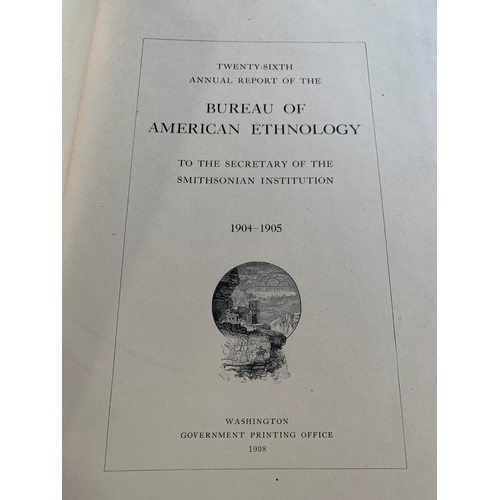 TWENTY-SIXTH
ANNUAL REPORT OF THE
BUREAU OF
AMERICAN ETHNOLOGY
TO THE SECRETARY OF THE
SMITHSONIAN INSTITUTION
1904–1905
WASHINGTON
GOVERNMENT PRINTING OFFICE
1908